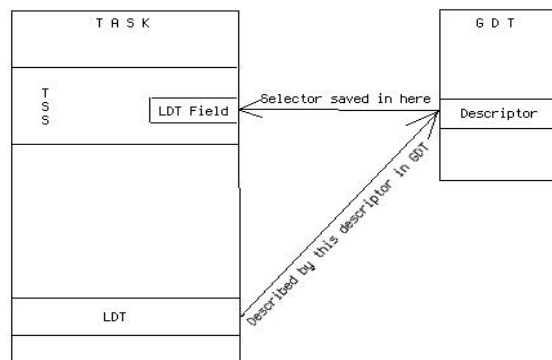 T A S K
G D T
T
S
S
LDT Field
Selector saved in here
Descriptor
Described by this descriptor in GDT
LDT